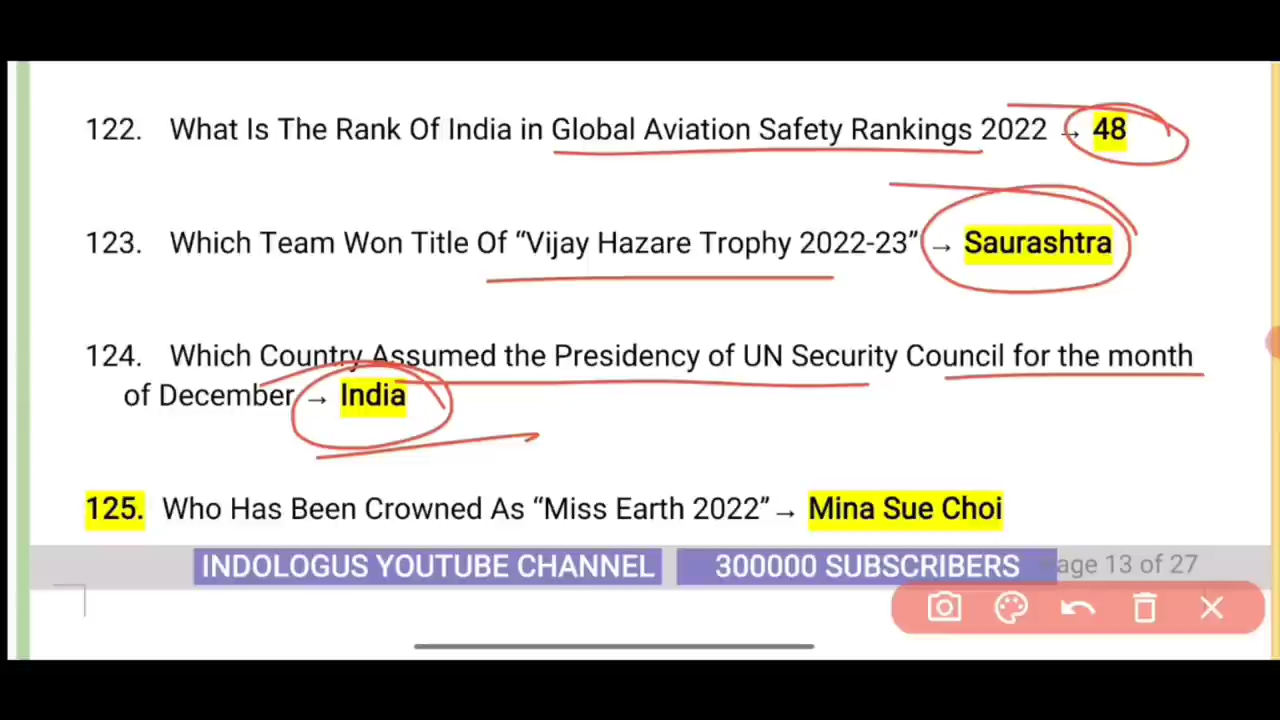 122. What Is The Rank Of India in Global Aviation Safety Rankings 2022 → 48
123. Which Team Won Title Of “Vijay Hazare Trophy 2022-23” → Saurashtra
124. Which Country Assumed the Presidency of UN Security Council for the month
of December → India
125. Who Has Been Crowned As “Miss Earth 2022” → Mina Sue Choi
INDOLOGUS YOUTUBE CHANNEL 300000 SUBSCRIBERS age 13 of 27